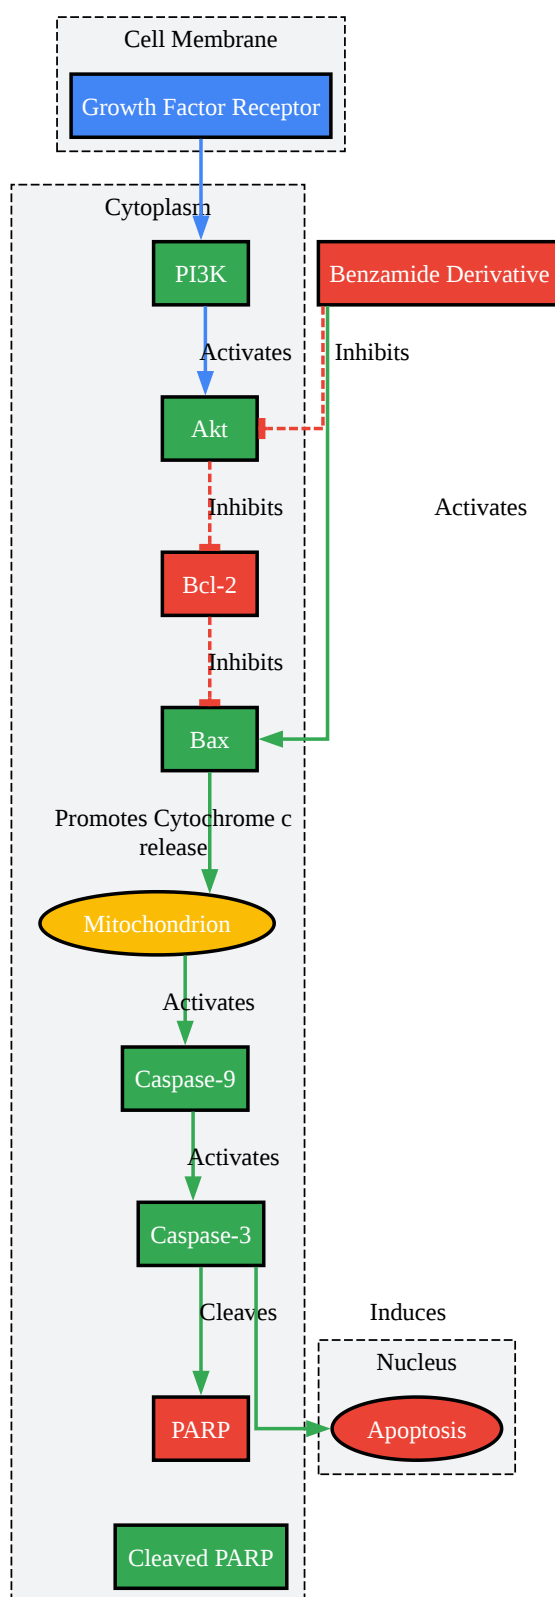 Cell Membrane
Growth Factor Receptor
Cytoplasm
PI3K
Benzamide Derivative
Activates
Inhibits
Akt
Inhibits
Activates
Bcl-2
Inhibits
Bax
Promotes Cytochrome c
release
Mitochondrion
Activates
Caspase-9
Activates
Caspase-3
Cleaves
Induces
Nucleus
PARP
Apoptosis
Cleaved PARP